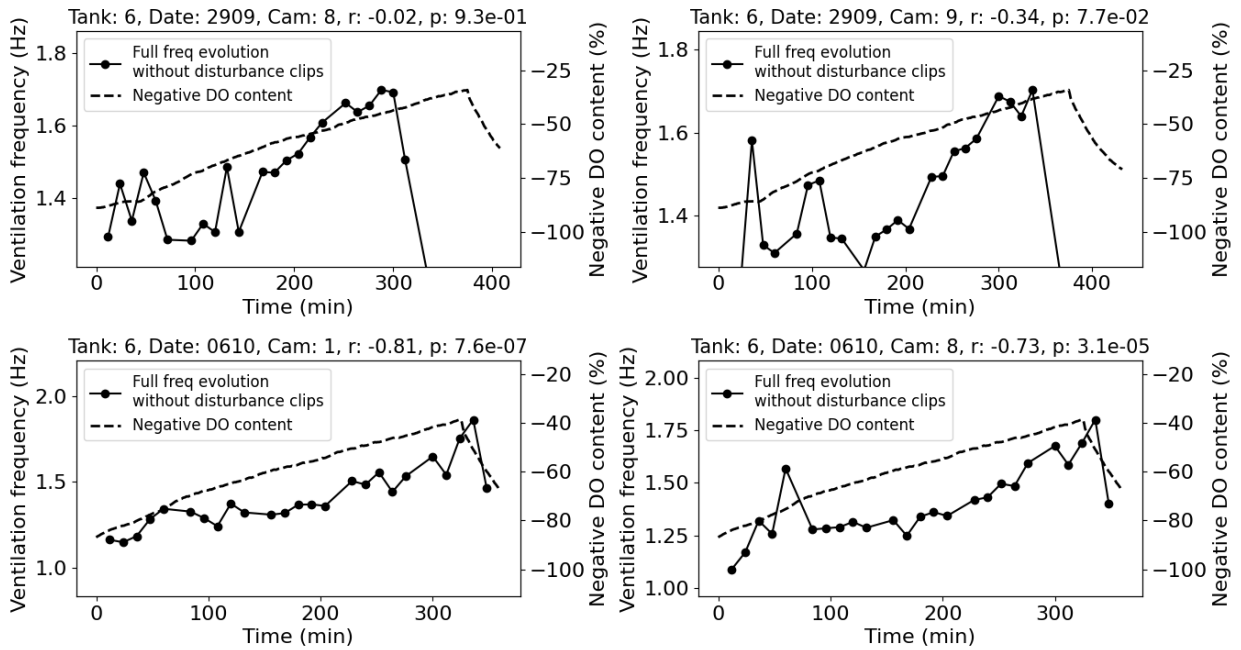 Tank: 6, Date: 2909, Cam: 8, r: -0.02, p: 9.3e-01
Ventilation frequency (Hz)
1.8
1.6
1.4
Full freq evolution
without disturbance clips
Negative DO content
−25
−50
−75
−100
Negative DO content (%)
0
100
200
300
400
Time (min)
Tank: 6, Date: 2909, Cam: 9, r: -0.34, p: 7.7e-02
Ventilation frequency (Hz)
1.8
1.6
1.4
Full freq evolution
without disturbance clips
Negative DO content
−25
−50
−75
−100
Negative DO content (%)
0
100
200
300
400
Time (min)
Tank: 6, Date: 0610, Cam: 1, r: -0.81, p: 7.6e-07
Ventilation frequency (Hz)
2.0
1.5
1.0
Full freq evolution
without disturbance clips
Negative DO content
−20
−40
−60
−80
−100
Negative DO content (%)
0
100
200
300
Time (min)
Tank: 6, Date: 0610, Cam: 8, r: -0.73, p: 3.1e-05
Ventilation frequency (Hz)
2.00
1.75
1.50
1.25
1.00
Full freq evolution
without disturbance clips
Negative DO content
−20
−40
−60
−80
−100
Negative DO content (%)
0
100
200
300
Time (min)